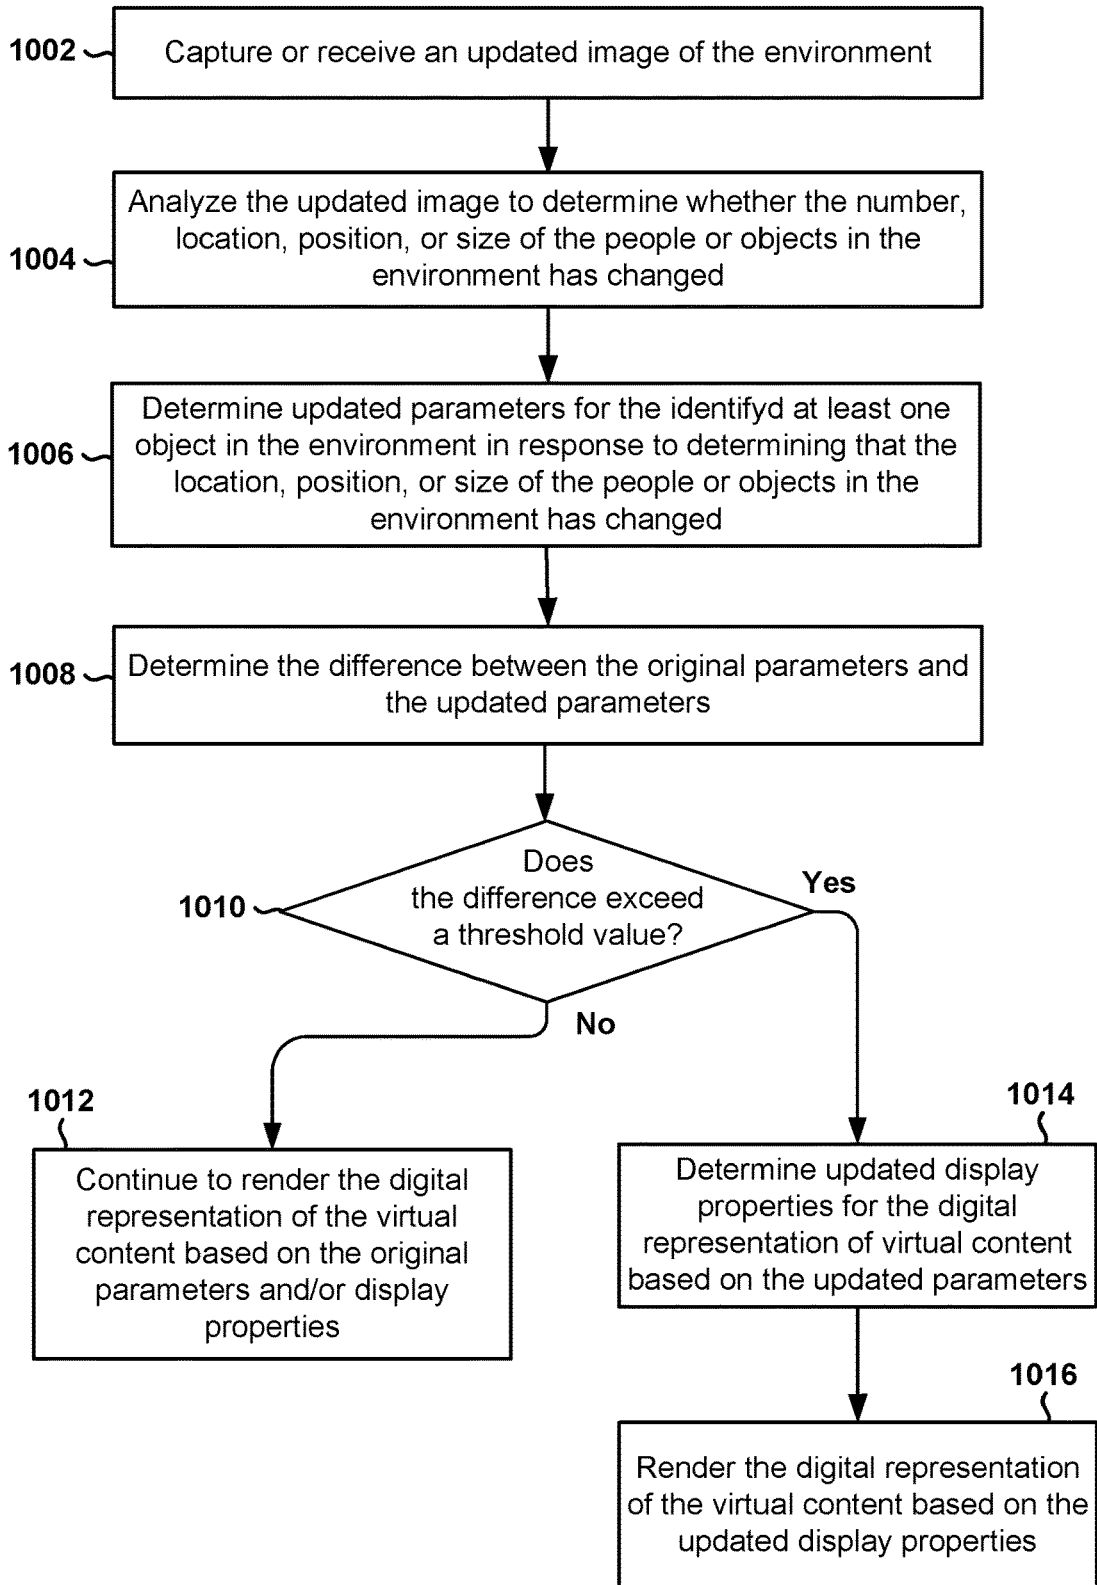 1002
Capture or receive an updated image of the environment
1004
Analyze the updated image to determine whether the number,
location, position, or size of the people or objects in the
environment has changed
1006
Determine updated parameters for the identifyd at least one
object in the environment in response to determining that the
location, position, or size of the people or objects in the
environment has changed
1008
Determine the difference between the original parameters and
the updated parameters
1010
Does
the difference exceed
a threshold value?
Yes
No
1012
Continue to render the digital
representation of the virtual
content based on the original
parameters and/or display
properties
1014
Determine updated display
properties for the digital
representation of virtual content
based on the updated parameters
1016
Render the digital representation
of the virtual content based on the
updated display properties